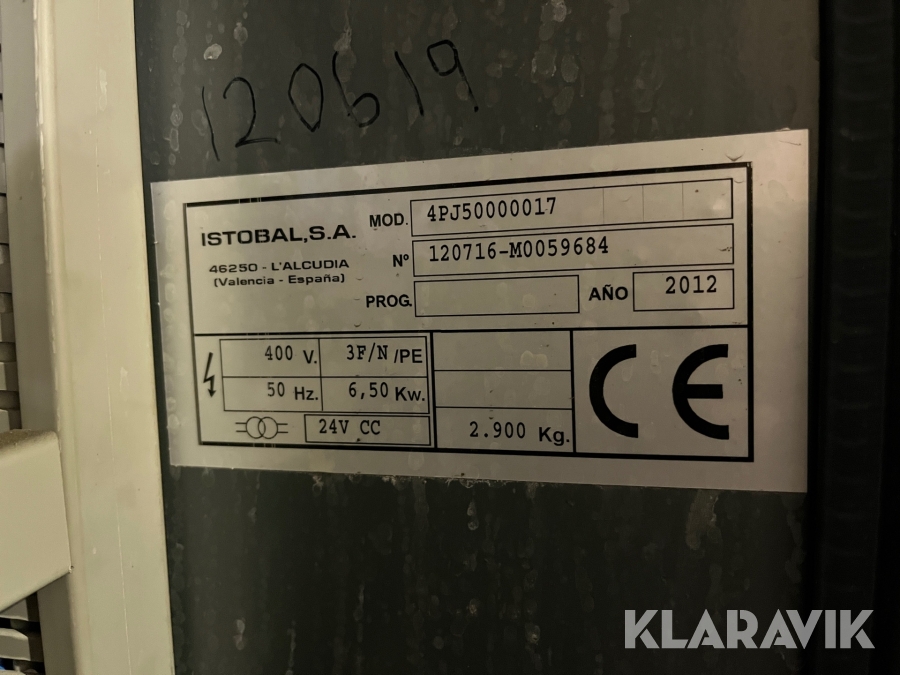 120619
ISTOBAL,S.A.
46250 - L'ALCUDIA
(Valencia - España)
MOD. 4PJ50000017
Nº 120716-M0059684
PROG.
AÑO 2012
400 V. 3F/N /PE
50 Hz. 6,50 Kw.
24V CC
2.900 Kg.
CE
KLARAVIK